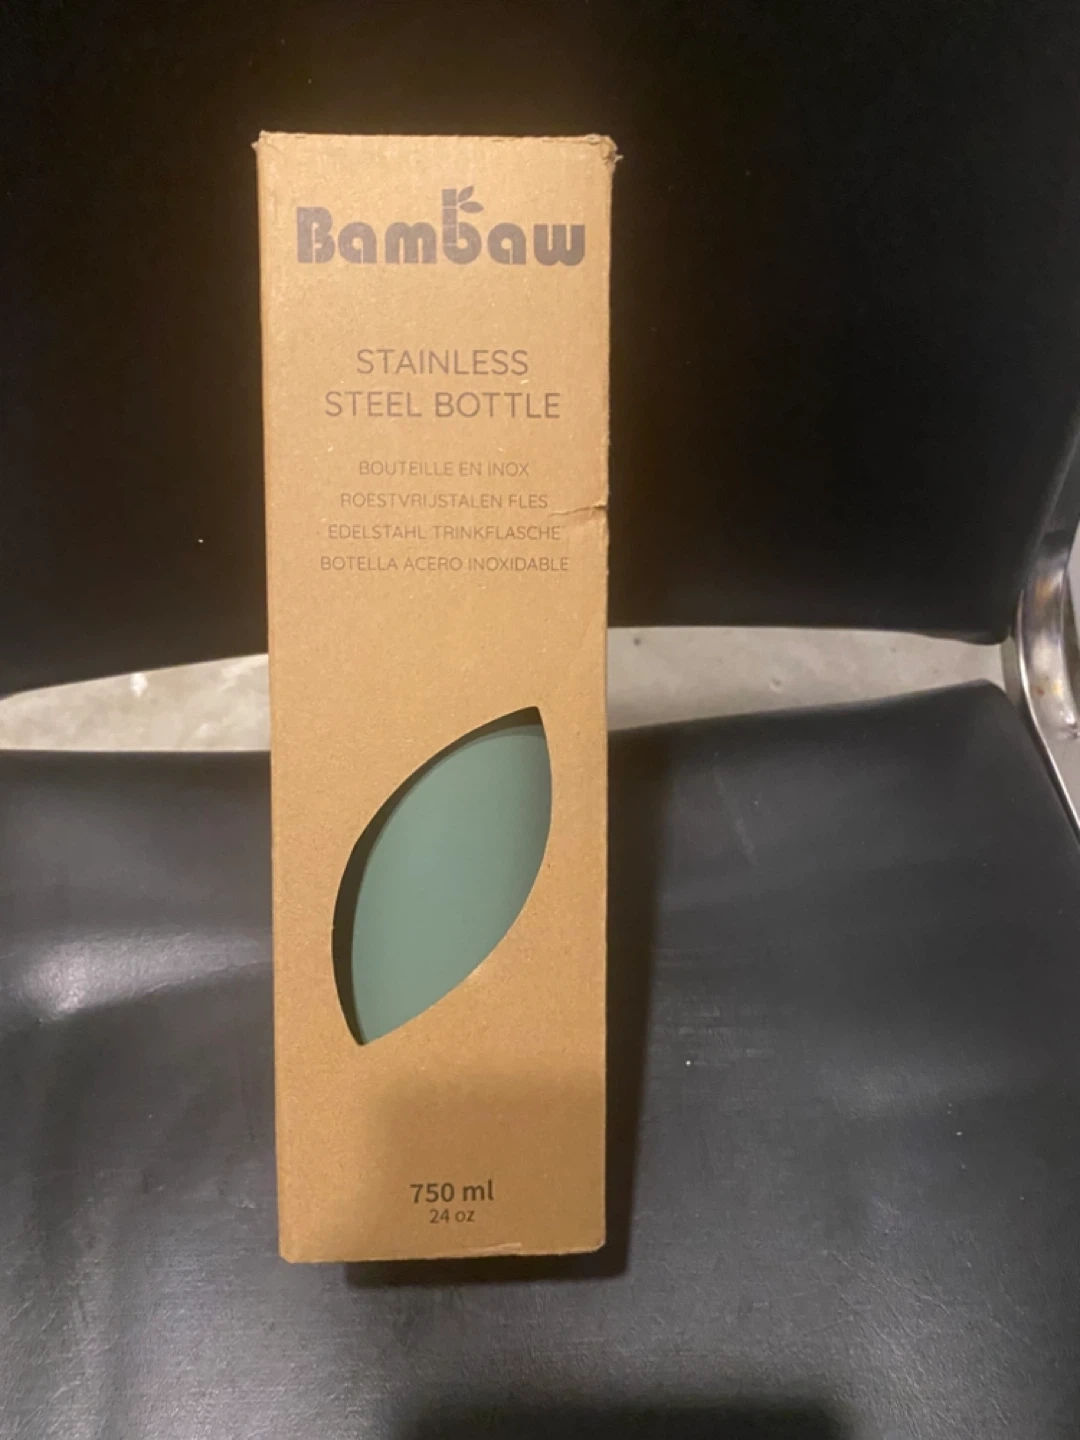 Bambaw
STAINLESS
STEEL BOTTLE
BOUTEILLE EN INOX
ROESTVRIJSTALEN FLES
EDELSTAHL TRINKFLASCHE
BOTELLA ACERO INOXIDABLE
750 ml
24 oz